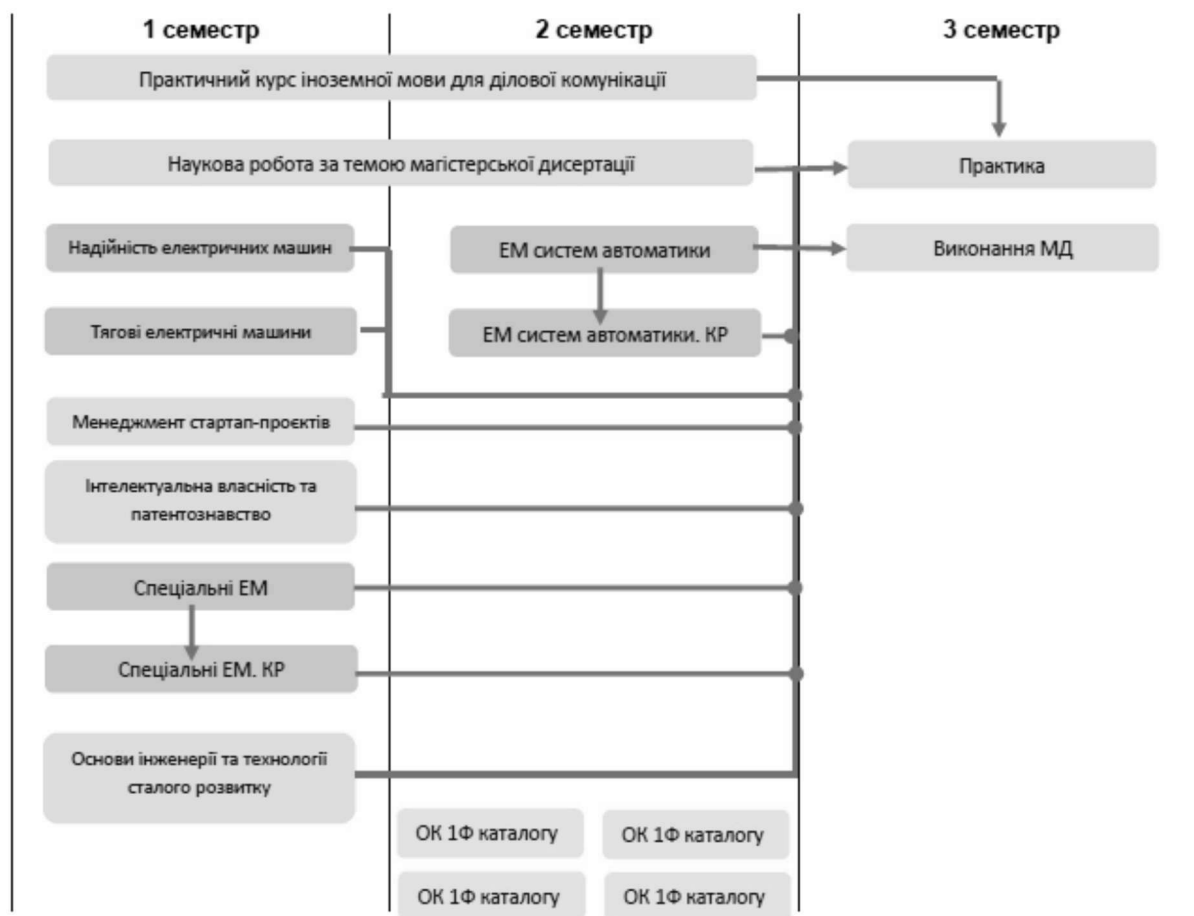 1 семестр
2 семестр
3 семестр
Практичний курс іноземної мови для ділової комунікації
Наукова робота за темою магістерської дисертації
Практика
Надійність електричних машин
ЕМ систем автоматики
Виконання МД
Тягові електричні машини
ЕМ систем автоматики. КР
Менеджмент стартап-проєктів
Інтелектуальна власність та
патентознавство
Спеціальні ЕМ
Спеціальні ЕМ. КР
Основи інженерії та технології
сталого розвитку
ОК 1Ф каталогу
ОК 1Ф каталогу
ОК 1Ф каталогу
ОК 1Ф каталогу